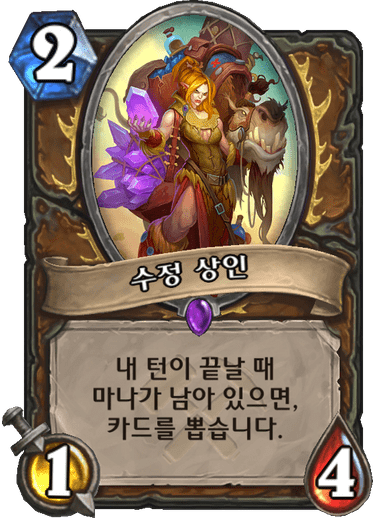 2
수정 상인
내 턴이 끝날 때
마나가 남아 있으면,
카드를 뽑습니다.
1
4